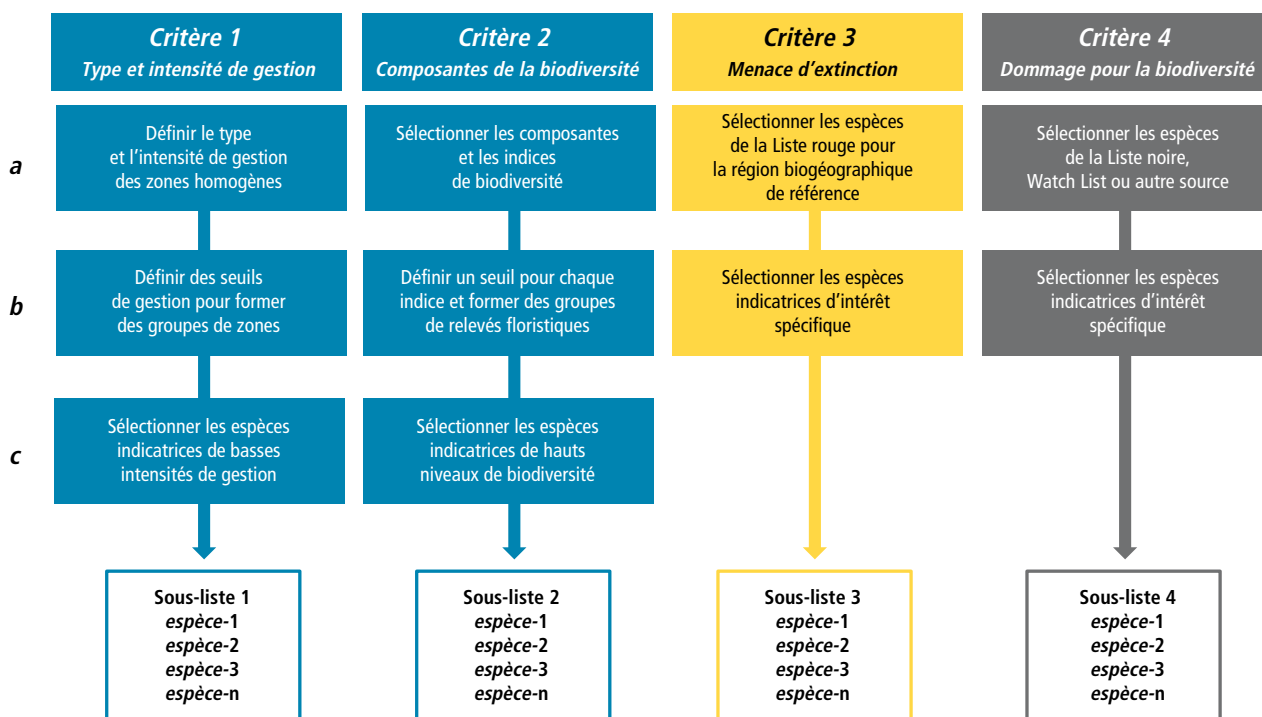 Critère 1
Type et intensité de gestion
Critère 2
Composantes de la biodiversité
Critère 3
Menace d'extinction
Critère 4
Dommage pour la biodiversité
a
Définir le type
et l'intensité de gestion
des zones homogènes
Sélectionner les composantes
et les indices
de biodiversité
Sélectionner les espèces
de la Liste rouge pour
la région biogéographique
de référence
Sélectionner les espèces
de la Liste noire,
Watch List ou autre source
b
Définir des seuils
de gestion pour former
des groupes de zones
Définir un seuil pour chaque
indice et former des groupes
de relevés floristiques
Sélectionner les espèces
indicatrices d'intérêt
spécifique
Sélectionner les espèces
indicatrices d'intérêt
spécifique
c
Sélectionner les espèces
indicatrices de basses
intensités de gestion
Sélectionner les espèces
indicatrices de hauts
niveaux de biodiversité
Sous-liste 1
espèce-1
espèce-2
espèce-3
espèce-n
Sous-liste 2
espèce-1
espèce-2
espèce-3
espèce-n
Sous-liste 3
espèce-1
espèce-2
espèce-3
espèce-n
Sous-liste 4
espèce-1
espèce-2
espèce-3
espèce-n